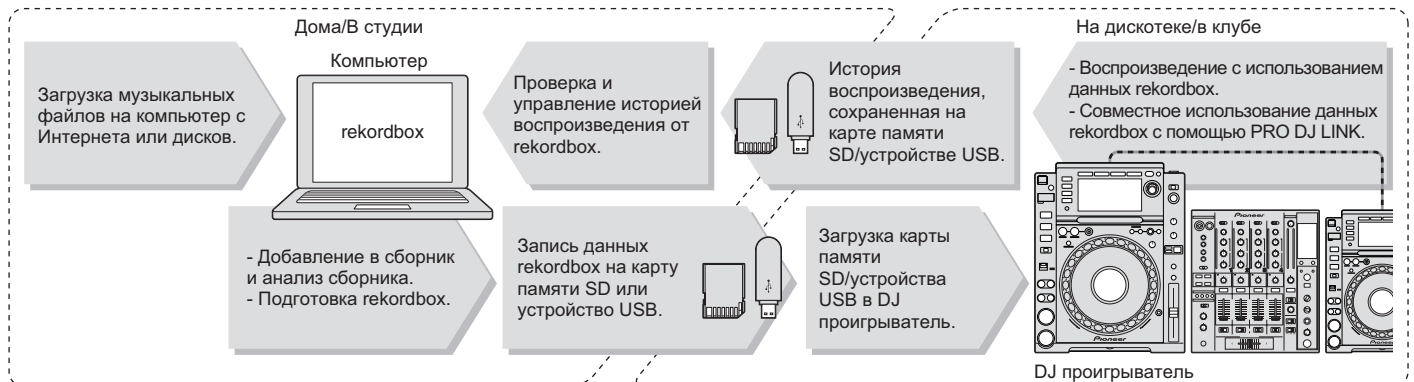 Дома/В студии
Загрузка музыкальных
файлов на компьютер с
Интернета или дисков.
Компьютер
rekordbox
Проверка и
управление историей
воспроизведения от
rekordbox.
История
воспроизведения,
сохраненная на
карте памяти
SD/устройстве USB.
На дискотеке/в клубе
- Воспроизведение с использованием
данных rekordbox.
- Совместное использование данных
rekordbox с помощью PRO DJ LINK.
- Добавление в сборник
и анализ сборника.
- Подготовка rekordbox.
Запись данных
rekordbox на карту
памяти SD или
устройство USB.
Загрузка карты
памяти
SD/устройства
USB в DJ
проигрыватель.
Pioneer
Pioneer
Pioneer
DJ проигрыватель